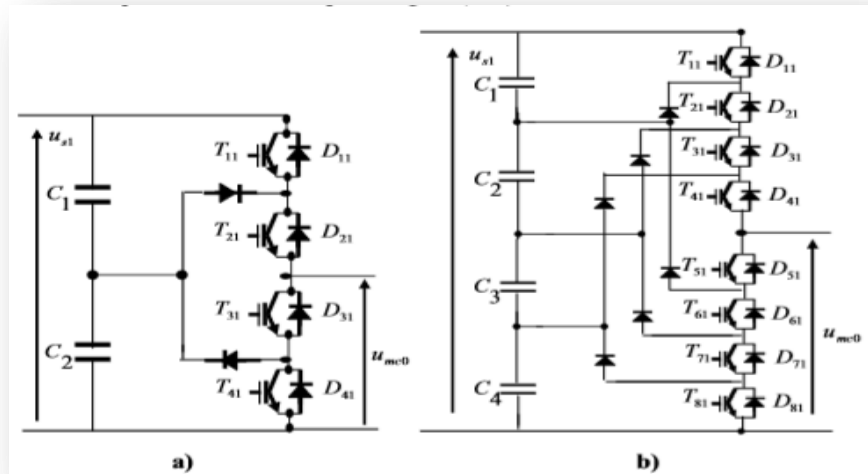 u_s1
C_1
C_2
T_11 D_11
T_21 D_21
T_31 D_31
T_41 D_41
u_mc0
a)
u_s1
C_1
C_2
C_3
C_4
T_11 D_11
T_21 D_21
T_31 D_31
T_41 D_41
T_51 D_51
T_61 D_61
T_71 D_71
T_81 D_81
u_mc0
b)